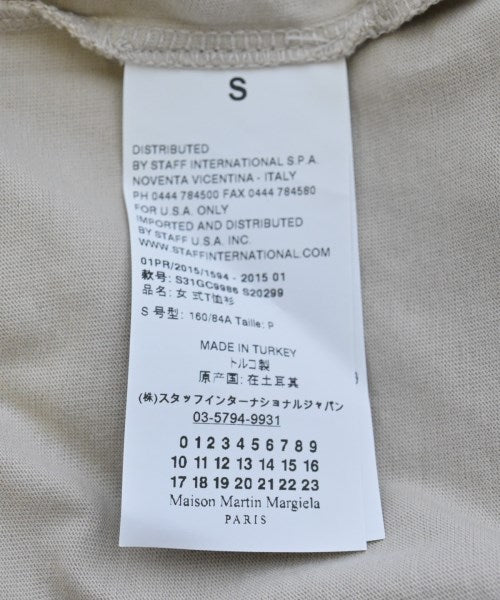 S
DISTRIBUTED
BY STAFF INTERNATIONAL S.P.A.
NOVENTA VICENTINA - ITALY
PH 0444 784500 FAX 0444 784580
FOR U.S.A. ONLY
IMPORTED AND DISTRIBUTED
BY STAFF U.S.A. INC.
WWW.STAFFINTERNATIONAL.COM
01PR/2015/1594 - 2015 01
款号: S31GC9986 S20299
品名: 女 式T恤衫
S 号型: 160/84A Taille: P
MADE IN TURKEY
トルコ製
原产国: 在土耳其
(株)スタッフインターナショナルジャパン
03-5794-9931
0 1 2 3 4 5 6 7 8 9
10 11 12 13 14 15 16
17 18 19 20 21 22 23
Maison Martin Margiela
PARIS